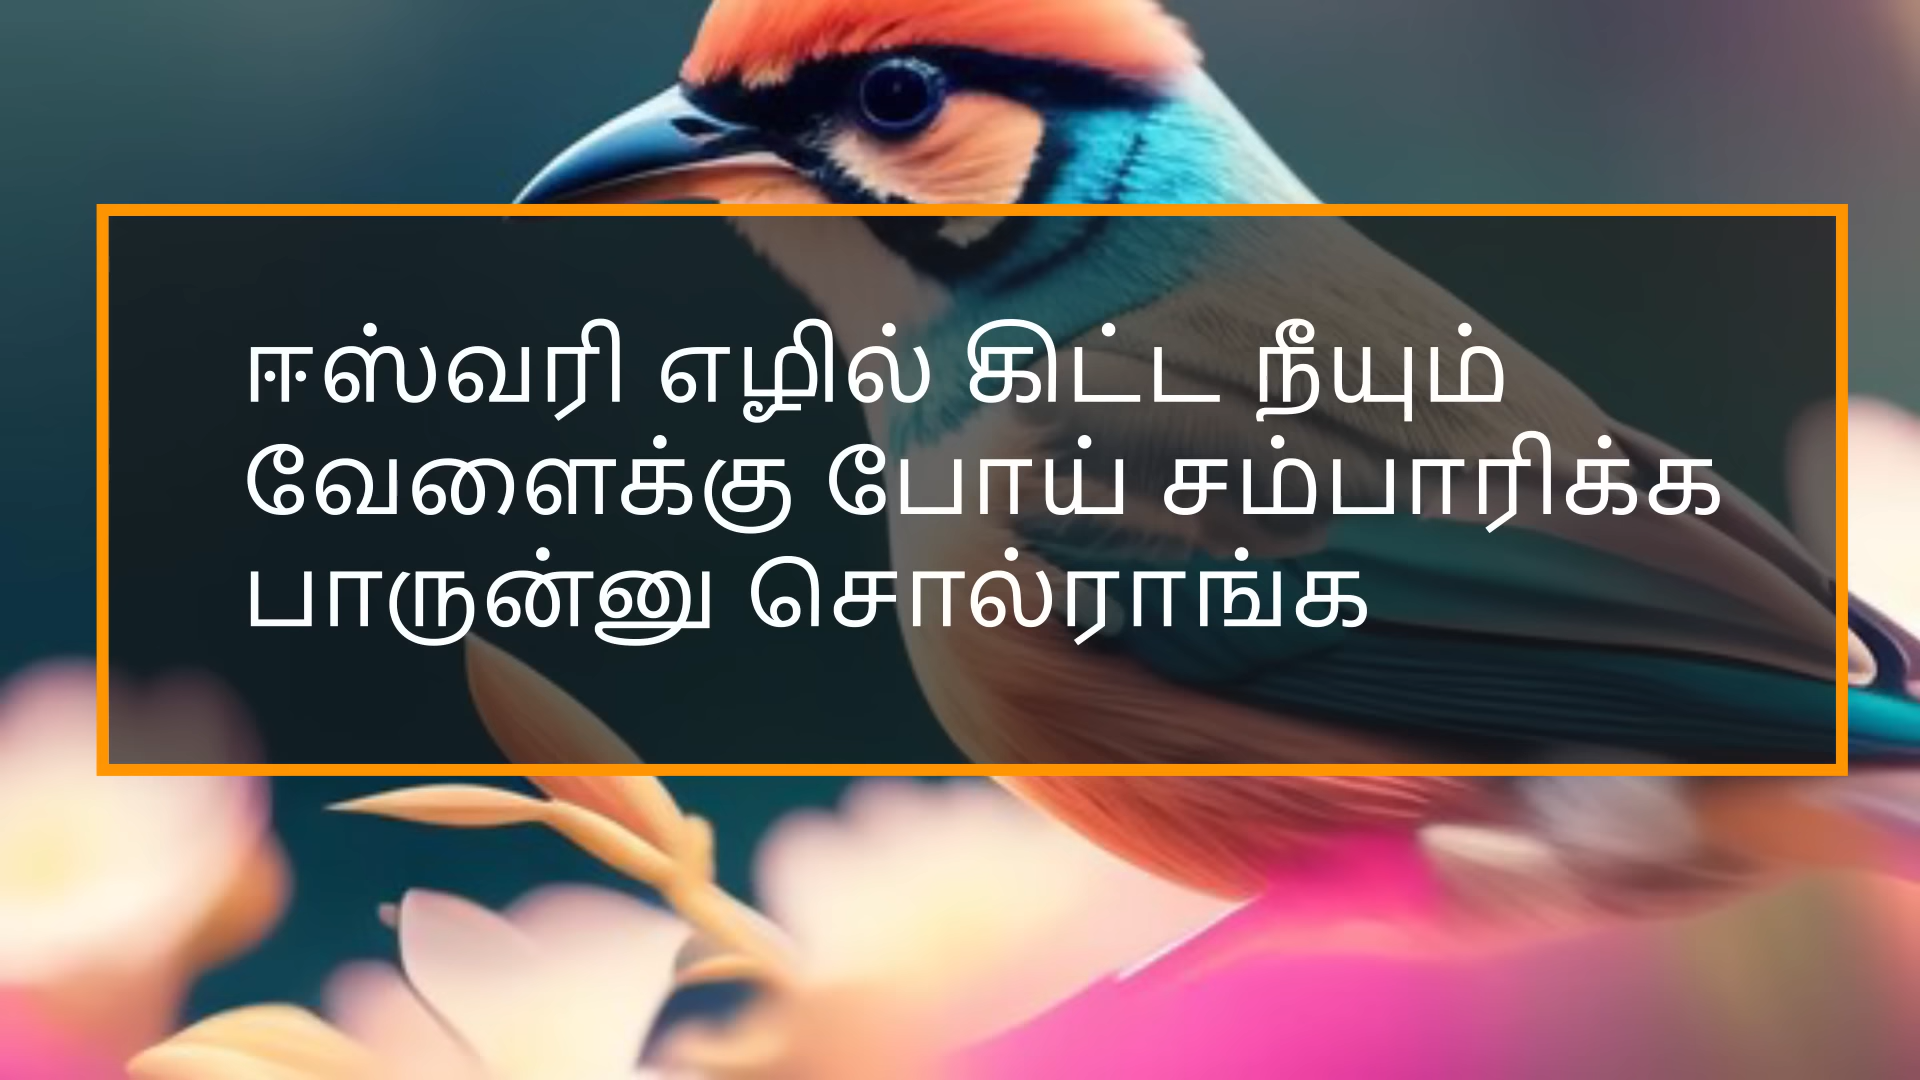 ஈஸ்வரி எழில் கிட்ட நீயும்
வேளைக்கு போய் சம்பாரிக்க
பாருன்னு சொல்ராங்க